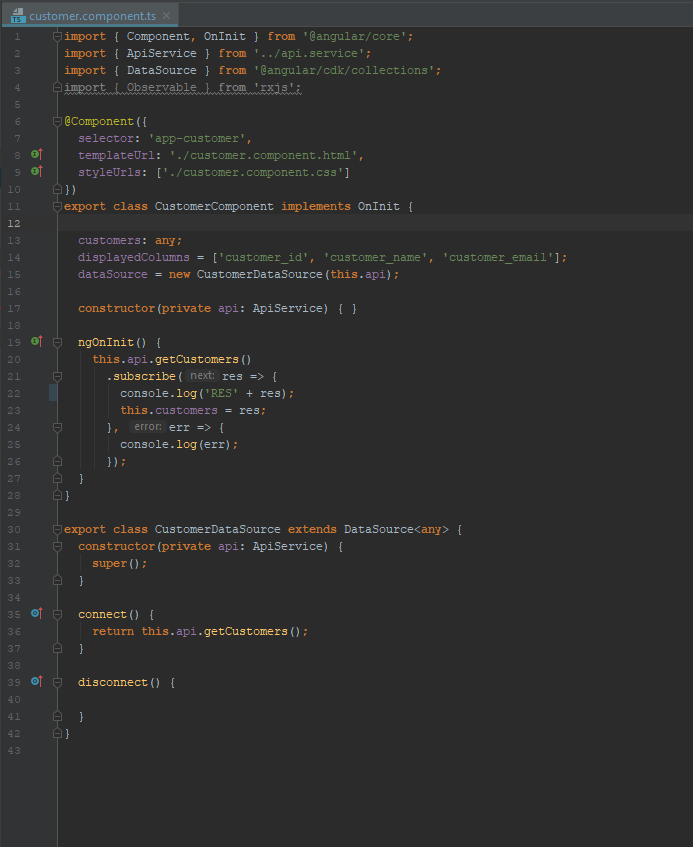 customer.component.ts ×
1 import { Component, OnInit } from '@angular/core';
2 import { ApiService } from '../api.service';
3 import { DataSource } from '@angular/cdk/collections';
4 import { Observable } from 'rxjs';
5
6 @Component({
7   selector: 'app-customer',
8   templateUrl: './customer.component.html',
9   styleUrls: ['./customer.component.css']
10 })
11 export class CustomerComponent implements OnInit {
12
13   customers: any;
14   displayedColumns = ['customer_id', 'customer_name', 'customer_email'];
15   dataSource = new CustomerDataSource(this.api);
16
17   constructor(private api: ApiService) { }
18
19   ngOnInit() {
20     this.api.getCustomers()
21       .subscribe( next: res => {
22         console.log('RES' + res);
23         this.customers = res;
24       }, error: err => {
25         console.log(err);
26       });
27   }
28 }
29
30 export class CustomerDataSource extends DataSource<any> {
31   constructor(private api: ApiService) {
32     super();
33   }
34
35   connect() {
36     return this.api.getCustomers();
37   }
38
39   disconnect() {
40
41   }
42 }
43